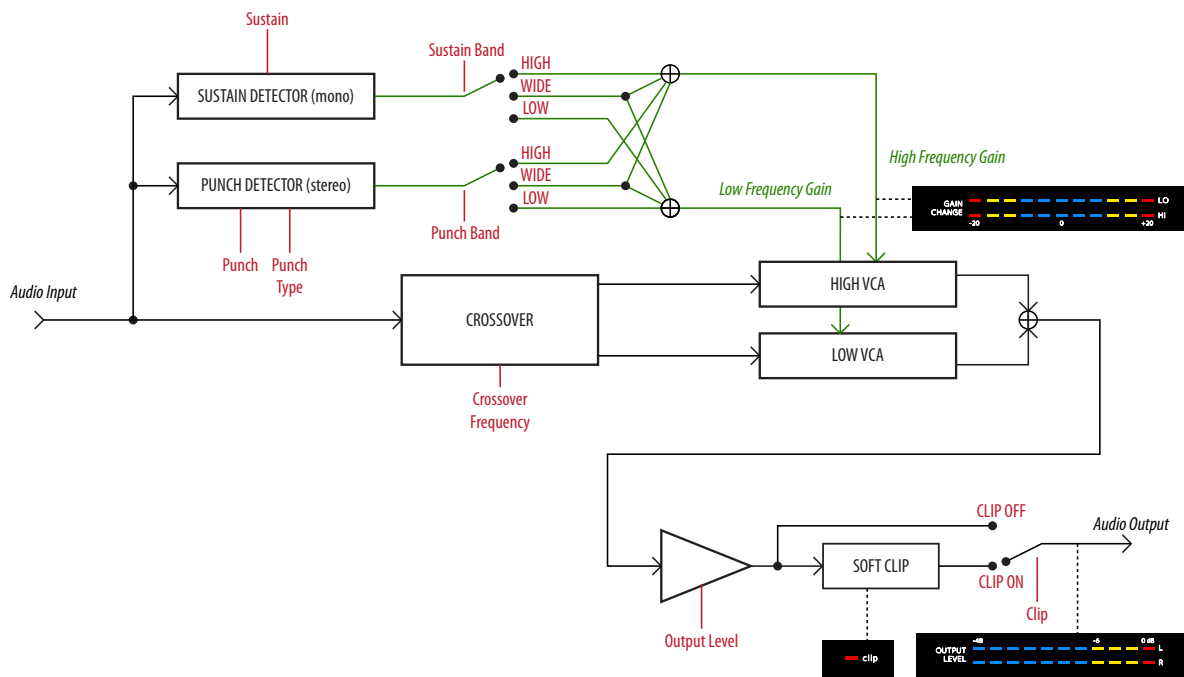 Sustain
Sustain Band
HIGH
WIDE
LOW
SUSTAIN DETECTOR (mono)
HIGH
WIDE
LOW
PUNCH DETECTOR (stereo)
Punch Band
Punch
Punch
Type
High Frequency Gain
Low Frequency Gain
GAIN
CHANGE
LO
HI
-20
0
+20
Audio Input
CROSSOVER
Crossover
Frequency
HIGH VCA
LOW VCA
CLIP OFF
Audio Output
SOFT CLIP
CLIP ON
Clip
Output Level
clip
-48
-6
0 dB
OUTPUT
LEVEL
L
R